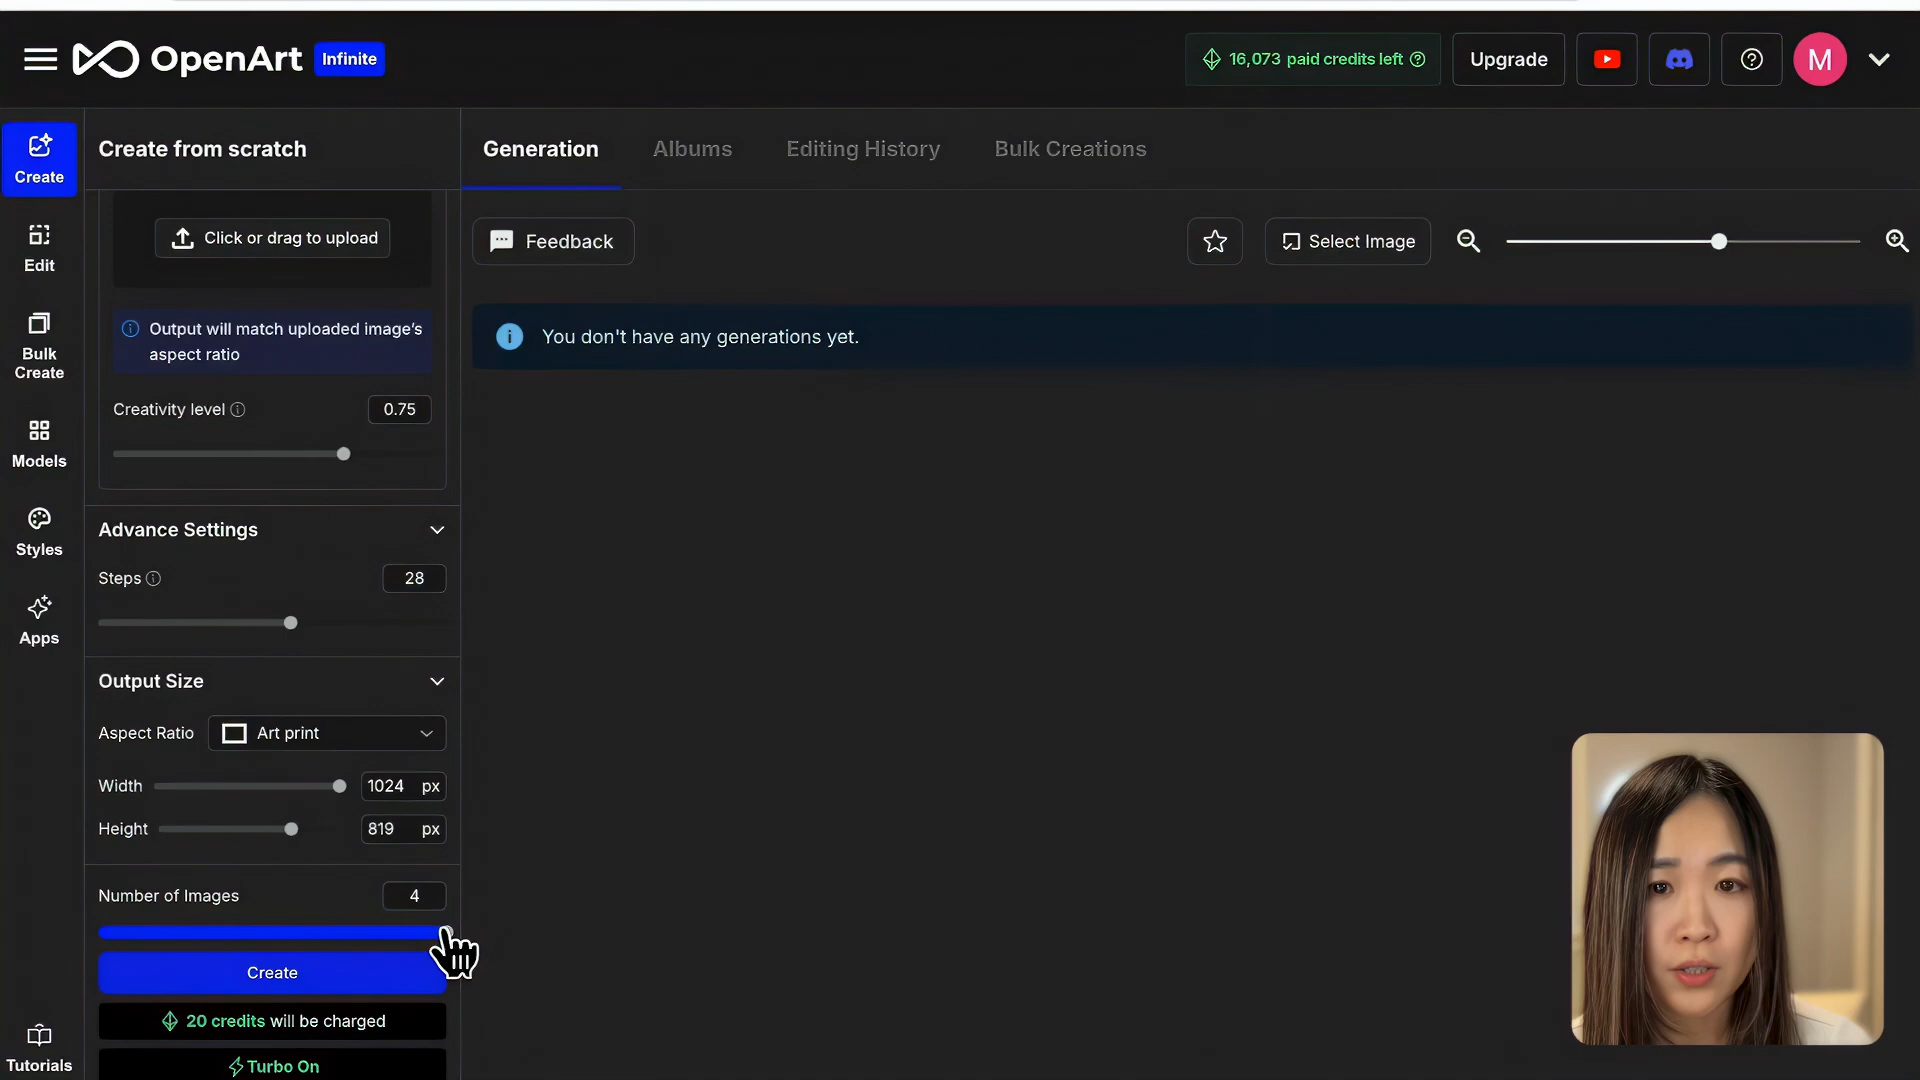 OpenArt
Infinite
16,073 paid credits left
Upgrade
M
Create from scratch
Generation
Albums
Editing History
Bulk Creations
Create
Edit
Bulk
Create
Models
Styles
Apps
Tutorials
Click or drag to upload
Output will match uploaded image's
aspect ratio
Creativity level
0.75
Advance Settings
Steps
28
Output Size
Aspect Ratio
Art print
Width
1024 px
Height
819 px
Number of Images
4
Create
20 credits will be charged
Turbo On
Feedback
Select Image
You don't have any generations yet.